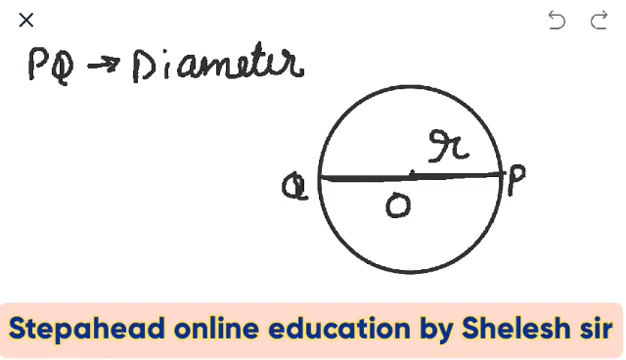 PQ → Diameter
r
Q
P
O
Stepahead online education by Shelesh sir